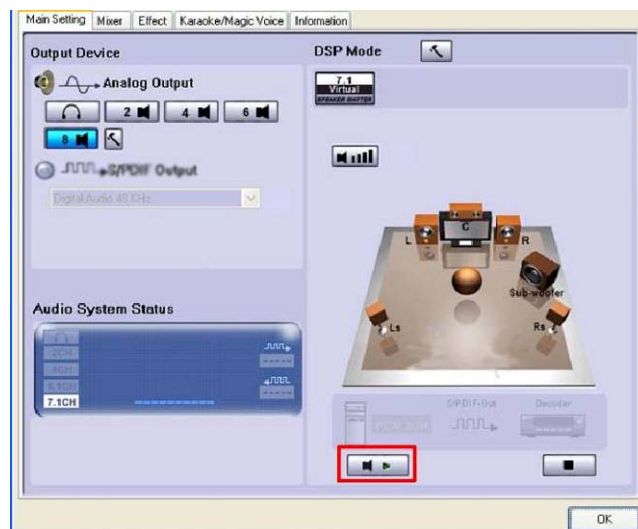 Main Setting Mixer Effect Karaoke/Magic Voice Information
Output Device
Analog Output
2
4
6
8
S/PDIF Output
Digital Audio 48 KHz
Audio System Status
2CH
4CH
5.1CH
7.1CH
DSP Mode
7.1
Virtual
SPEAKER SHIFTER
L
C
R
Sub-woofer
Ls
Rs
S/PDIF-Out
Decoder
OK